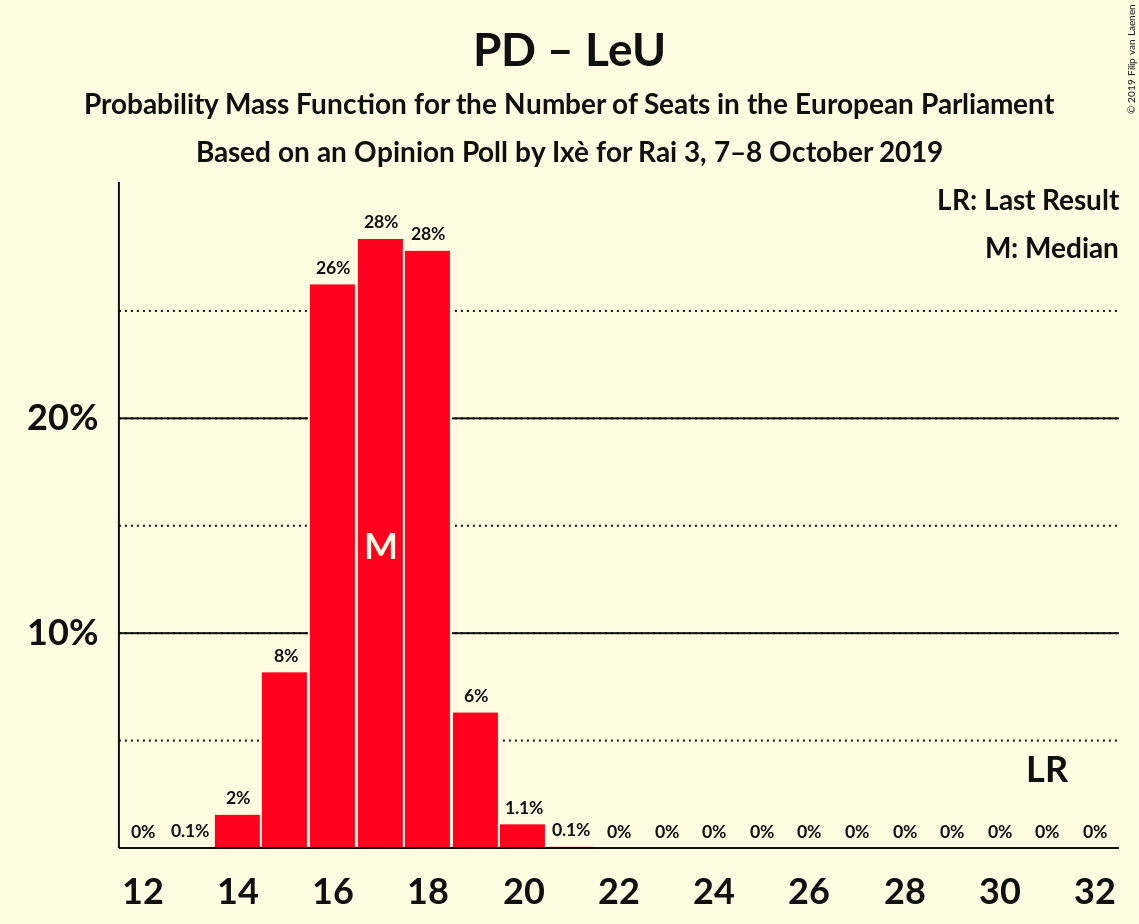 PD – LeU
Probability Mass Function for the Number of Seats in the European Parliament
Based on an Opinion Poll by Ixè for Rai 3, 7–8 October 2019
© 2019 Filip van Laenen
LR: Last Result
M: Median
28%
28%
26%
20%
M
10%
8%
6%
LR
2%
1.1%
0% 0.1% 0.1% 0% 0% 0% 0% 0% 0% 0% 0% 0% 0% 0%
12 14 16 18 20 22 24 26 28 30 32